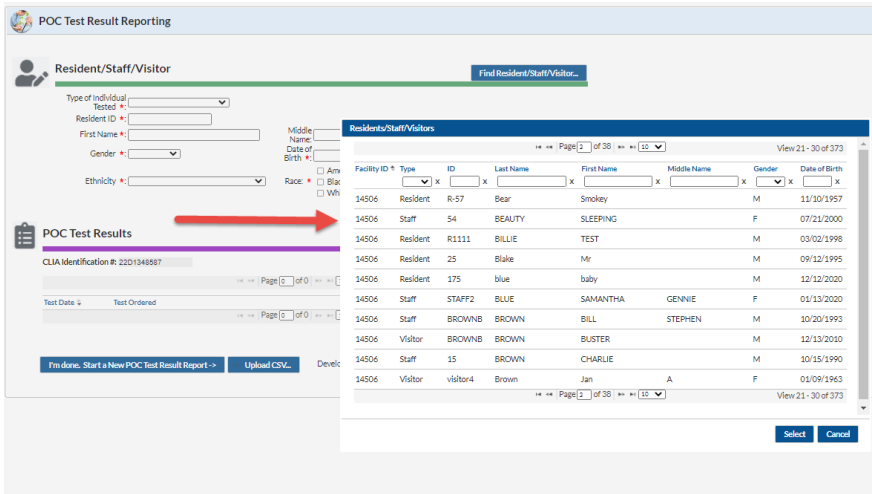 POC Test Result Reporting
Resident/Staff/Visitor
Find Resident/Staff/Visitor...
Type of Individual
Tested *:
Resident ID *:
First Name *:
Middle
Name:
Gender *:
Date of
Birth *:
Ethnicity *:
Race: *
Ame
Blac
Whi
POC Test Results
CLIA Identification #: 22D1348587
Page 0 of 0
Test Date Test Ordered
Page 0 of 0
I'm done. Start a New POC Test Result Report ->
Upload CSV...
Develo
Residents/Staff/Visitors
Page of 38 10 View 21 - 30 of 373
Facility ID Type ID Last Name First Name Middle Name Gender Date of Birth
x x x x x x x
14506 Resident R-57 Bear Smokey M 11/10/1957
14506 Staff 54 BEAUTY SLEEPING F 07/21/2000
14506 Resident R1111 BILLIE TEST M 03/02/1998
14506 Resident 25 Blake Mr M 09/12/1995
14506 Resident 175 blue baby M 12/12/2020
14506 Staff STAFF2 BLUE SAMANTHA GENNIE F 01/13/2020
14506 Staff BROWNB BROWN BILL STEPHEN M 10/20/1993
14506 Visitor BROWNB BROWN BUSTER M 12/13/2010
14506 Staff 15 BROWN CHARLIE M 10/15/1990
14506 Visitor visitor4 Brown Jan A F 01/09/1963
Page of 38 10 View 21 - 30 of 373
Select Cancel